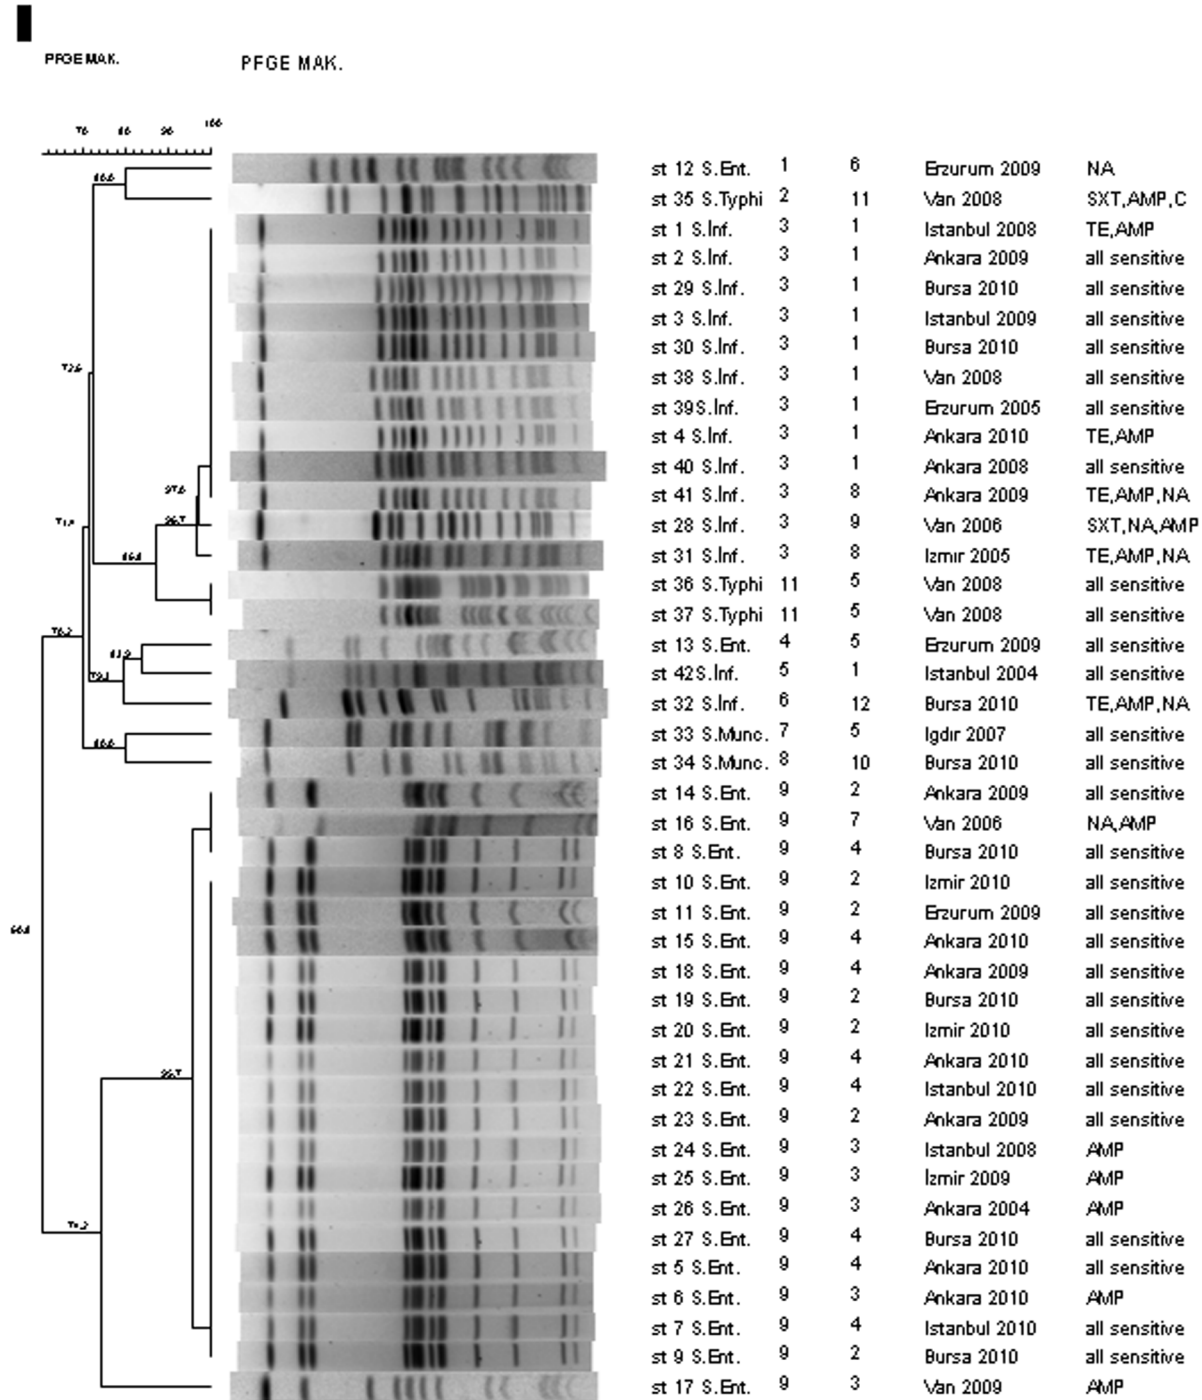 PFGE MAK. PFGE MAK.
70 80 90 100
st 12 S.Ent. 1 6 Erzurum 2009 NA
st 35 S.Typhi 2 11 Van 2008 SXT,AMP,C
st 1 S.Inf. 3 1 Istanbul 2008 TE,AMP
st 2 S.Inf. 3 1 Ankara 2009 all sensitive
st 29 S.Inf. 3 1 Bursa 2010 all sensitive
st 3 S.Inf. 3 1 Istanbul 2009 all sensitive
st 30 S.Inf. 3 1 Bursa 2010 all sensitive
st 38 S.Inf. 3 1 Van 2008 all sensitive
st 39S.Inf. 3 1 Erzurum 2005 all sensitive
st 4 S.Inf. 3 1 Ankara 2010 TE,AMP
st 40 S.Inf. 3 1 Ankara 2008 all sensitive
st 41 S.Inf. 3 8 Ankara 2009 TE,AMP,NA
st 28 S.Inf. 3 9 Van 2006 SXT,NA,AMP
st 31 S.Inf. 3 8 Izmir 2005 TE,AMP,NA
st 36 S.Typhi 11 5 Van 2008 all sensitive
st 37 S.Typhi 11 5 Van 2008 all sensitive
st 13 S.Ent. 4 5 Erzurum 2009 all sensitive
st 42S.Inf. 5 1 Istanbul 2004 all sensitive
st 32 S.Inf. 6 12 Bursa 2010 TE,AMP,NA
st 33 S.Munc. 7 5 Igdir 2007 all sensitive
st 34 S.Munc. 8 10 Bursa 2010 all sensitive
st 14 S.Ent. 9 2 Ankara 2009 all sensitive
st 16 S.Ent. 9 7 Van 2006 NA,AMP
st 8 S.Ent. 9 4 Bursa 2010 all sensitive
st 10 S.Ent. 9 2 Izmir 2010 all sensitive
st 11 S.Ent. 9 2 Erzurum 2009 all sensitive
st 15 S.Ent. 9 4 Ankara 2010 all sensitive
st 18 S.Ent. 9 4 Ankara 2009 all sensitive
st 19 S.Ent. 9 2 Bursa 2010 all sensitive
st 20 S.Ent. 9 2 Izmir 2010 all sensitive
st 21 S.Ent. 9 4 Ankara 2010 all sensitive
st 22 S.Ent. 9 4 Istanbul 2010 all sensitive
st 23 S.Ent. 9 2 Ankara 2009 all sensitive
st 24 S.Ent. 9 3 Istanbul 2008 AMP
st 25 S.Ent. 9 3 Izmir 2009 AMP
st 26 S.Ent. 9 3 Ankara 2004 AMP
st 27 S.Ent. 9 4 Bursa 2010 all sensitive
st 5 S.Ent. 9 4 Ankara 2010 all sensitive
st 6 S.Ent. 9 3 Ankara 2010 AMP
st 7 S.Ent. 9 4 Istanbul 2010 all sensitive
st 9 S.Ent. 9 2 Bursa 2010 all sensitive
st 17 S.Ent. 9 3 Van 2009 AMP